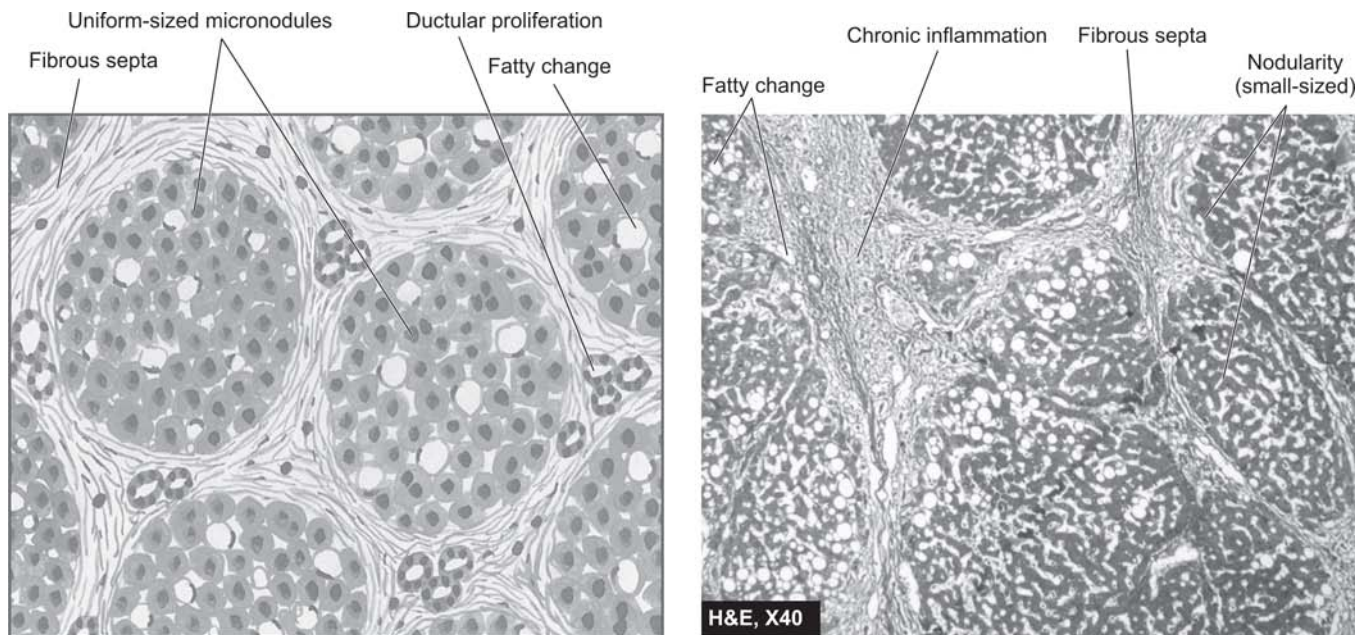 Uniform-sized micronodules
Ductular proliferation
Fibrous septa
Fatty change
Chronic inflammation
Fibrous septa
Fatty change
Nodularity
(small-sized)
H&E, X40